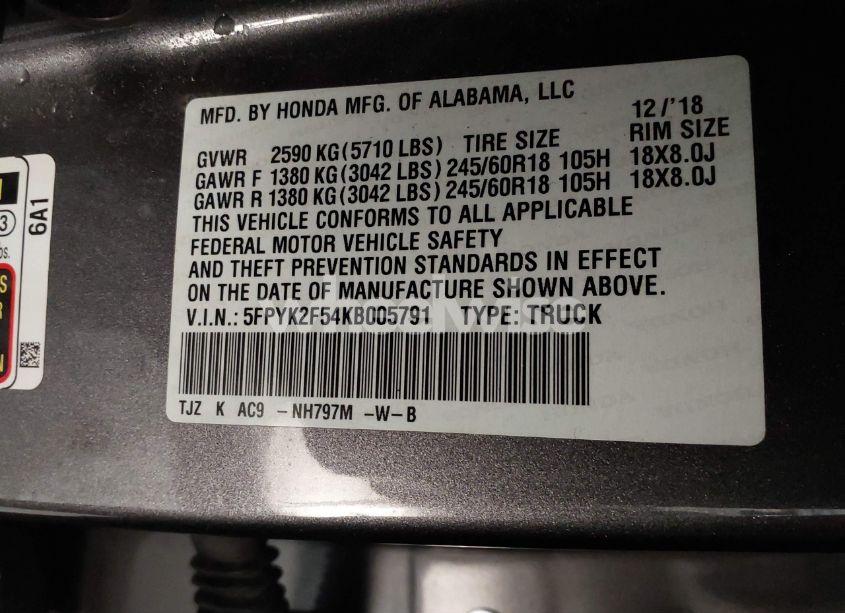 MFD. BY HONDA MFG. OF ALABAMA, LLC 12/'18
GVWR 2590 KG(5710 LBS) TIRE SIZE RIM SIZE
GAWR F 1380 KG(3042 LBS) 245/60R18 105H 18X8.0J
GAWR R 1380 KG(3042 LBS) 245/60R18 105H 18X8.0J
THIS VEHICLE CONFORMS TO ALL APPLICABLE
FEDERAL MOTOR VEHICLE SAFETY
AND THEFT PREVENTION STANDARDS IN EFFECT
ON THE DATE OF MANUFACTURE SHOWN ABOVE.
V.I.N.: 5FPYK2F54KB005791 TYPE: TRUCK
TJZ K AC9 -NH797M -W-B
6A1